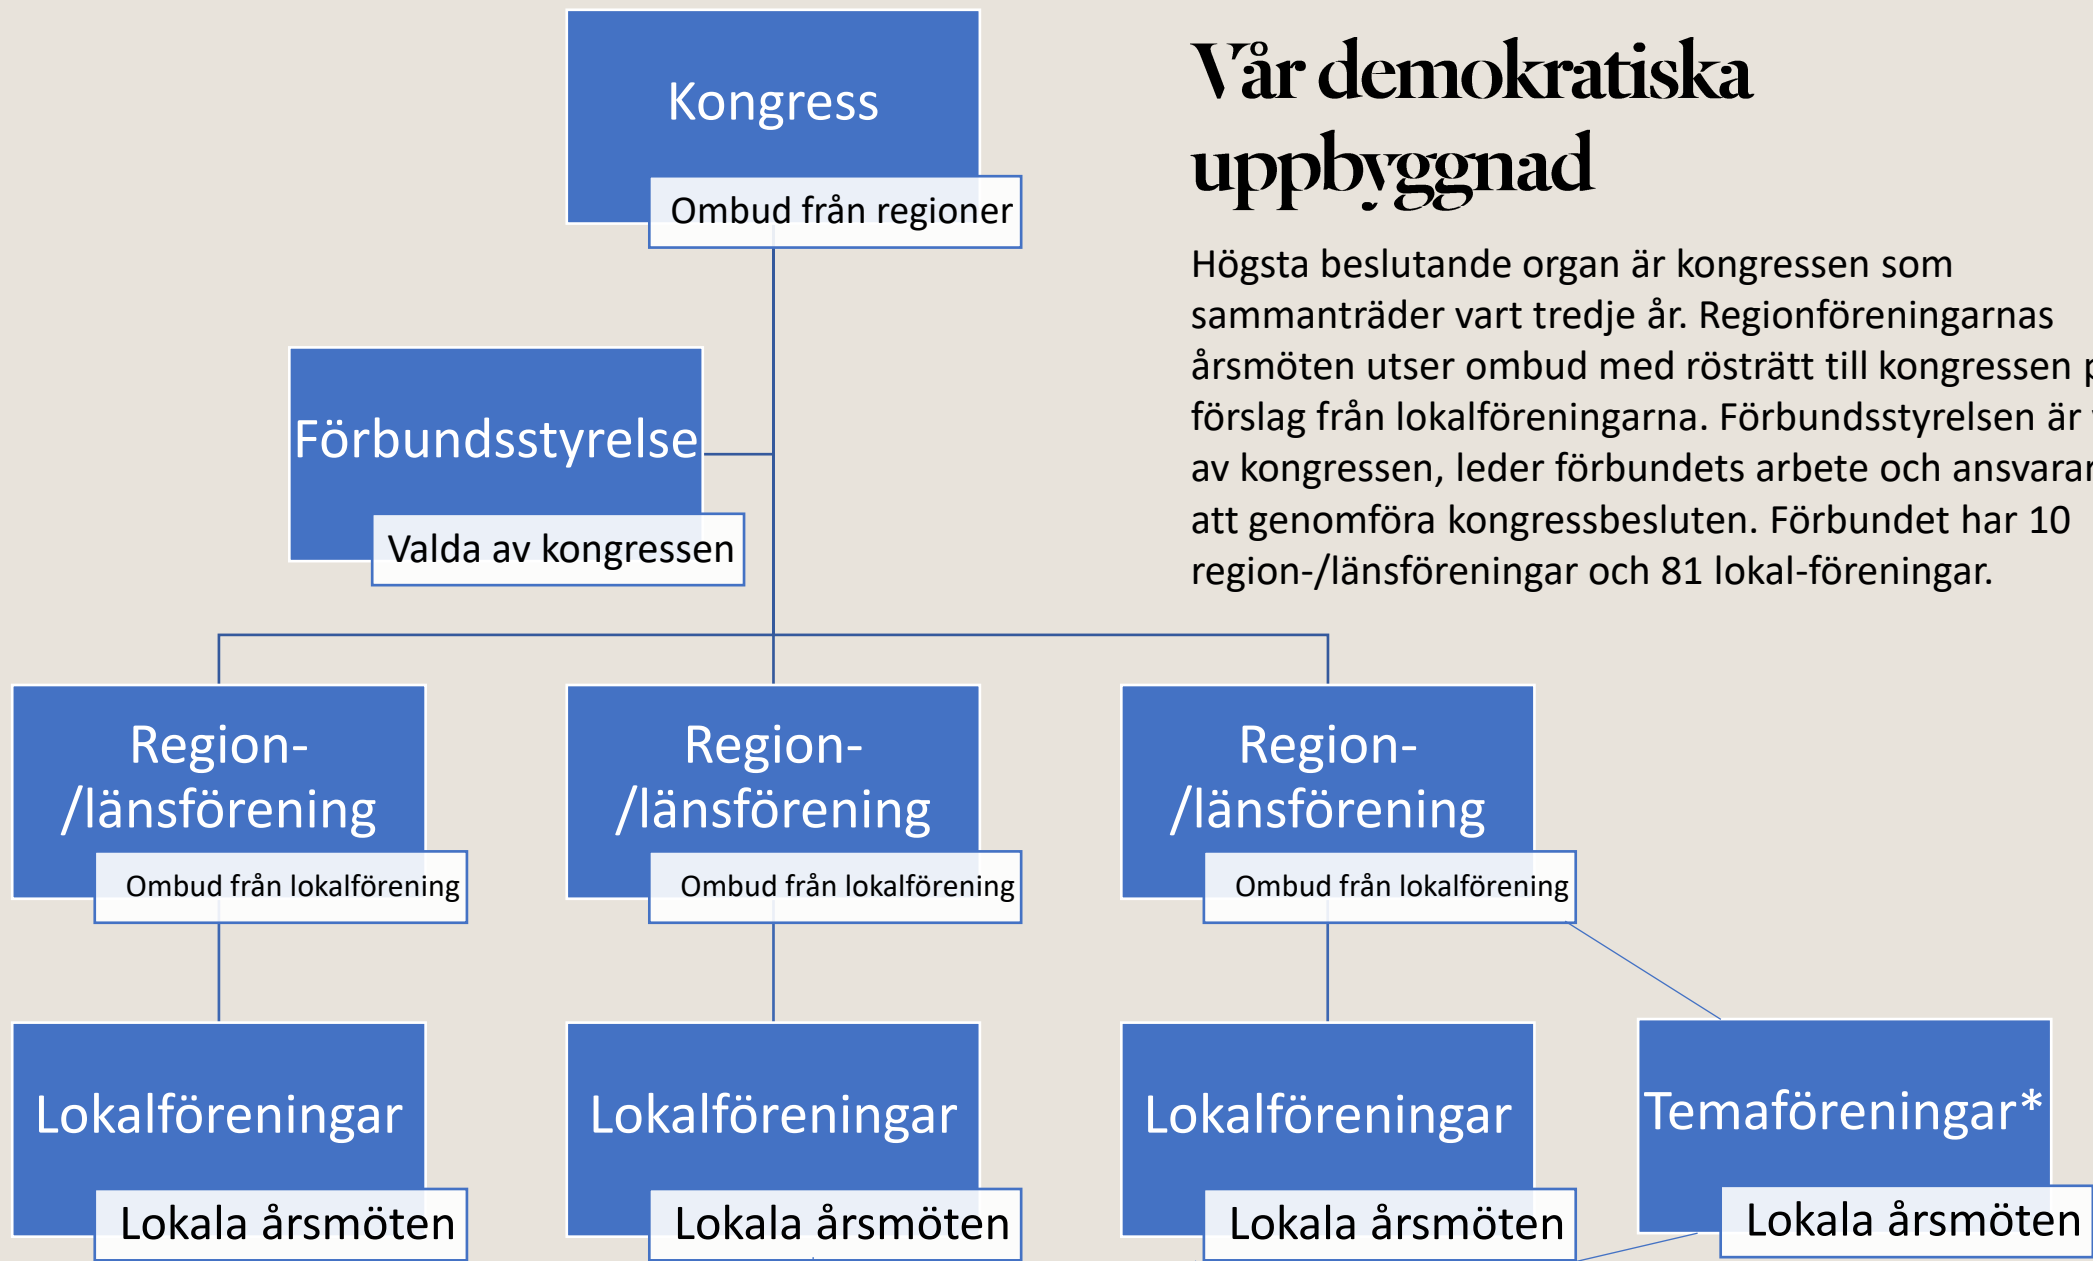 Kongress
Ombud från regioner
Vår demokratiska
uppbyggnad
Högsta beslutande organ är kongressen som
sammanträder vart tredje år. Regionföreningarnas
årsmöten utser ombud med rösträtt till kongressen
förslag från lokalföreningarna. Förbundsstyrelsen är
av kongressen, leder förbundets arbete och ansvarar
att genomföra kongressbesluten. Förbundet har 10
region-/länsföreningar och 81 lokal-föreningar.
Förbundsstyrelse
Valda av kongressen
Region-
/länsförening
Ombud från lokalförening
Region-
/länsförening
Ombud från lokalförening
Region-
/länsförening
Ombud från lokalförening
Lokalföreningar
Lokala årsmöten
Lokalföreningar
Lokala årsmöten
Lokalföreningar
Lokala årsmöten
Temaföreningar*
Lokala årsmöten